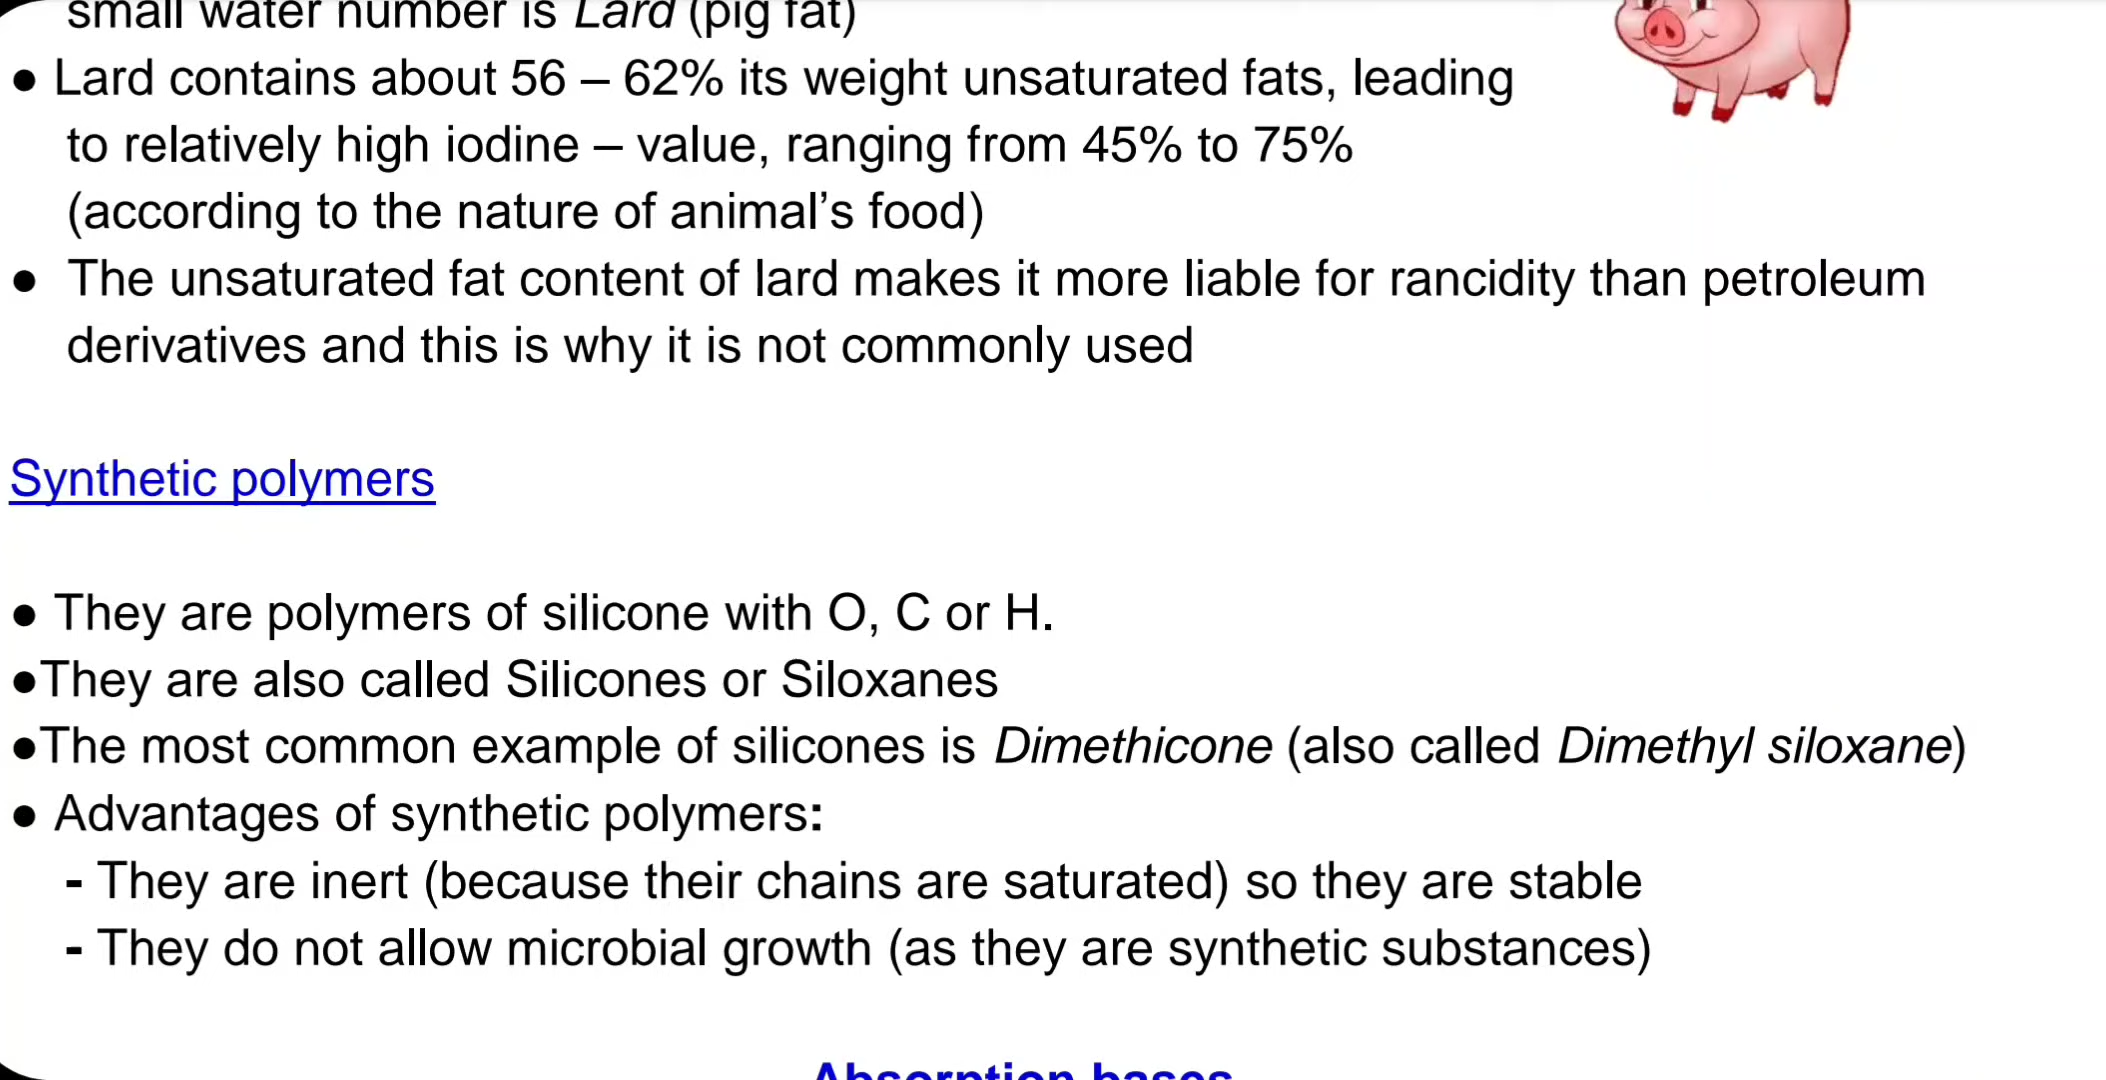 small water number is Lard (pig fat)
● Lard contains about 56 – 62% its weight unsaturated fats, leading
to relatively high iodine – value, ranging from 45% to 75%
(according to the nature of animal’s food)
● The unsaturated fat content of lard makes it more liable for rancidity than petroleum
derivatives and this is why it is not commonly used
Synthetic polymers
● They are polymers of silicone with O, C or H.
●They are also called Silicones or Siloxanes
●The most common example of silicones is Dimethicone (also called Dimethyl siloxane)
● Advantages of synthetic polymers:
- They are inert (because their chains are saturated) so they are stable
- They do not allow microbial growth (as they are synthetic substances)
Absorption bases